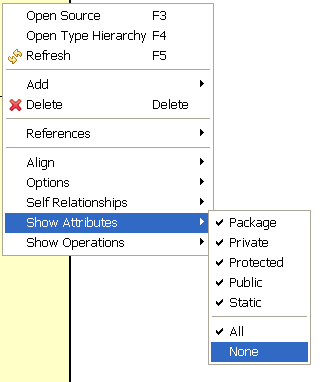 Open Source F3
Open Type Hierarchy F4
Refresh F5
Add
Delete Delete
References
Align
Options
Self Relationships
Show Attributes
Show Operations
Package
Private
Protected
Public
Static
All
None